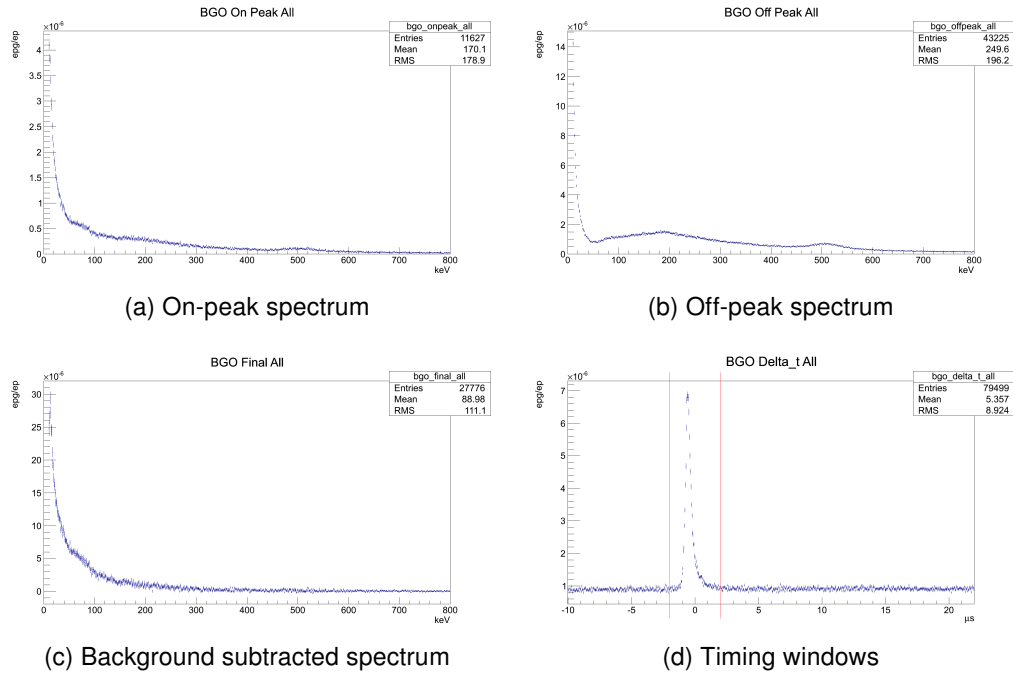 BGO On Peak All
×10⁻⁶
epg/ep
bgo_onpeak_all
Entries 11627
Mean 170.1
RMS 178.9
4
3.5
3
2.5
2
1.5
1
0.5
0
0 100 200 300 400 500 600 700 800
keV
(a) On-peak spectrum
BGO Off Peak All
×10⁻⁶
epg/ep
bgo_offpeak_all
Entries 43225
Mean 249.6
RMS 196.2
14
12
10
8
6
4
2
0
0 100 200 300 400 500 600 700 800
keV
(b) Off-peak spectrum
BGO Final All
×10⁻⁶
epg/ep
bgo_final_all
Entries 27776
Mean 88.98
RMS 111.1
30
25
20
15
10
5
0
0 100 200 300 400 500 600 700 800
keV
(c) Background subtracted spectrum
BGO Delta_t All
×10⁻⁶
epg/ep
bgo_delta_t_all
Entries 79499
Mean 5.357
RMS 8.924
7
6
5
4
3
2
1
-10 -5 0 5 10 15 20
μs
(d) Timing windows